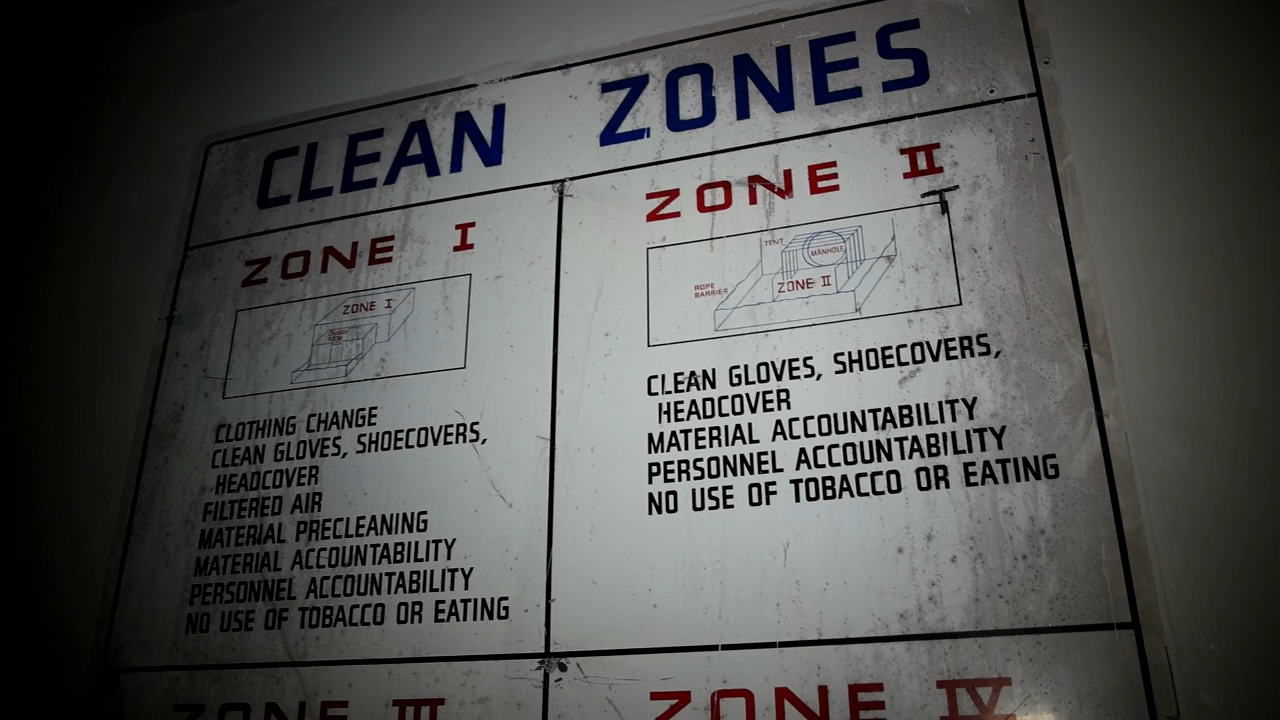 CLEAN ZONES
ZONE I
ZONE I
CLOTHING CHANGE
CLEAN GLOVES, SHOECOVERS,
HEADCOVER
FILTERED AIR
MATERIAL PRECLEANING
MATERIAL ACCOUNTABILITY
PERSONNEL ACCOUNTABILITY
NO USE OF TOBACCO OR EATING
ZONE II
TENT
MANHOLE
ROPE
BARRIER
ZONE II
CLEAN GLOVES, SHOECOVERS,
HEADCOVER
MATERIAL ACCOUNTABILITY
PERSONNEL ACCOUNTABILITY
NO USE OF TOBACCO OR EATING
ZONE III
ZONE IV